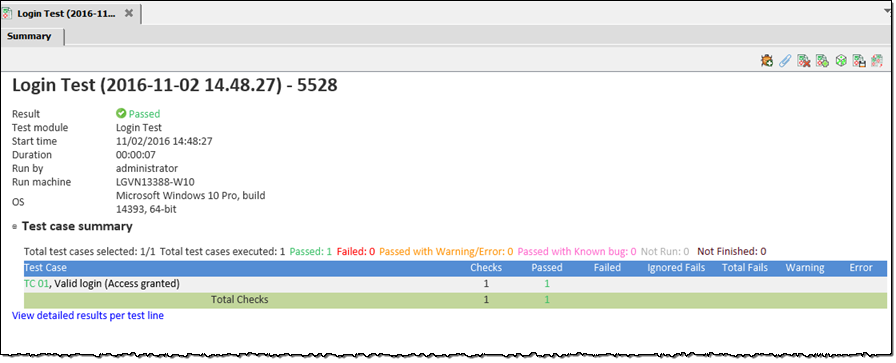 Login Test (2016-11...
Summary
Login Test (2016-11-02 14.48.27) - 5528
Result Passed
Test module Login Test
Start time 11/02/2016 14:48:27
Duration 00:00:07
Run by administrator
Run machine LGVN13388-W10
OS Microsoft Windows 10 Pro, build
14393, 64-bit
Test case summary
Total test cases selected: 1/1 Total test cases executed: 1 Passed: 1 Failed: 0 Passed with Warning/Error: 0 Passed with Known bug: 0 Not Run: 0 Not Finished: 0
Test Case Checks Passed Failed Ignored Fails Total Fails Warning Error
TC 01, Valid login (Access granted) 1 1
Total Checks 1 1
View detailed results per test line